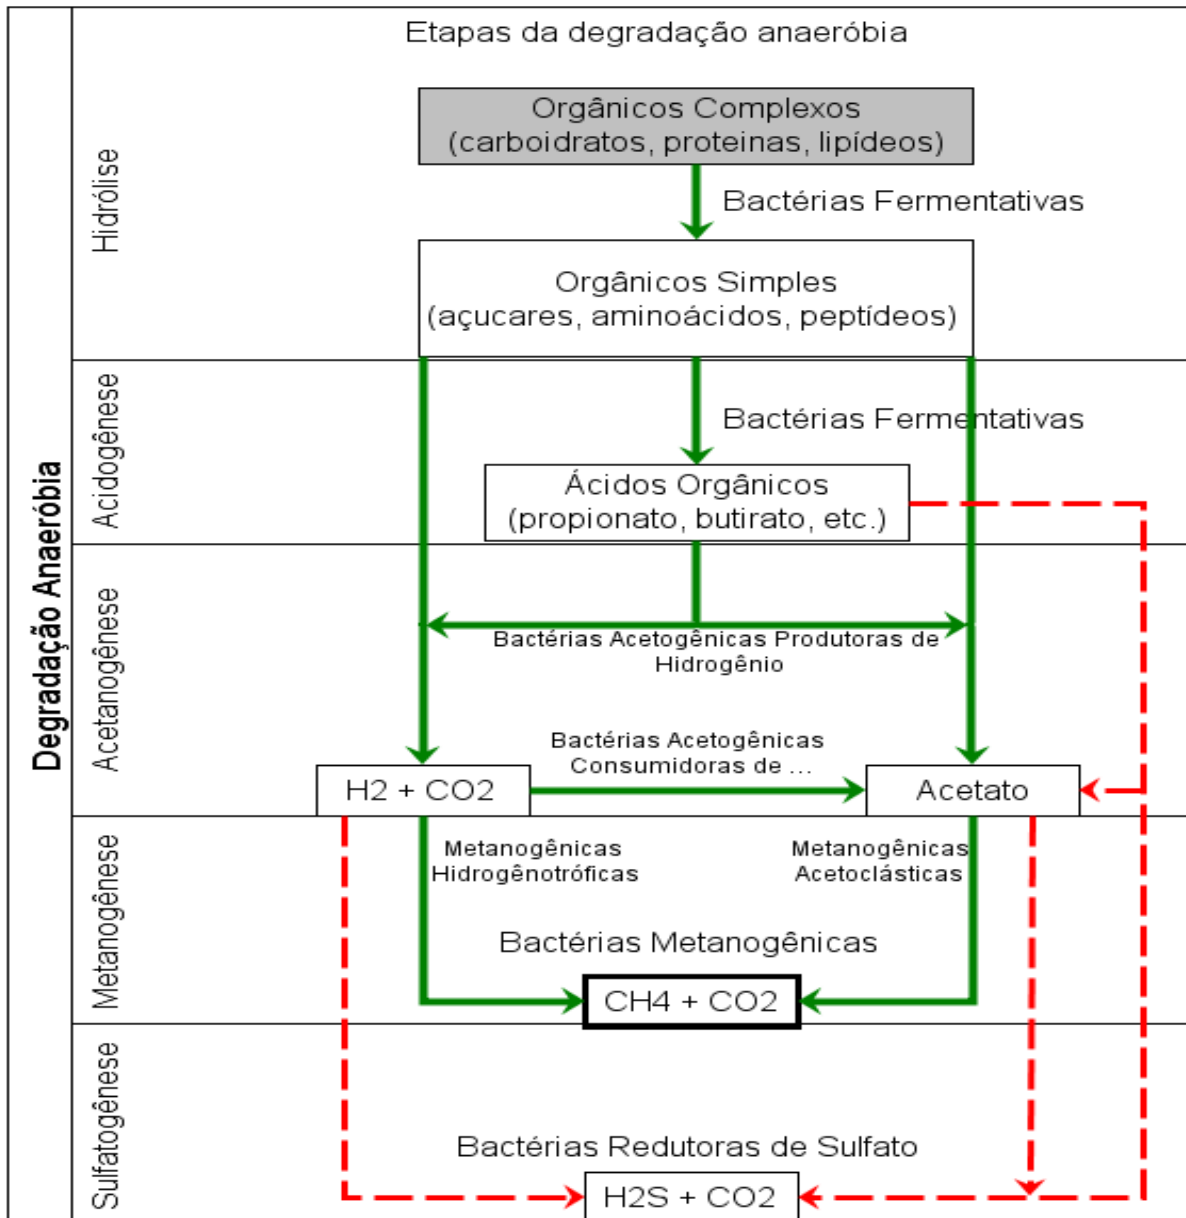 Etapas da degradação anaeróbia
Degradação Anaeróbia
Hidrólise
Orgânicos Complexos
(carboidratos, proteinas, lipídeos)
Bactérias Fermentativas
Orgânicos Simples
(açucares, aminoácidos, peptídeos)
Acidogênese
Bactérias Fermentativas
Ácidos Orgânicos
(propionato, butirato, etc.)
Acetanogênese
Bactérias Acetogênicas Produtoras de
Hidrogênio
Bactérias Acetogênicas
Consumidoras de ...
H2 + CO2
Acetato
Metanogênese
Metanogênicas
Hidrogênotróficas
Metanogênicas
Acetoclásticas
Bactérias Metanogênicas
CH4 + CO2
Sulfatogênese
Bactérias Redutoras de Sulfato
H2S + CO2